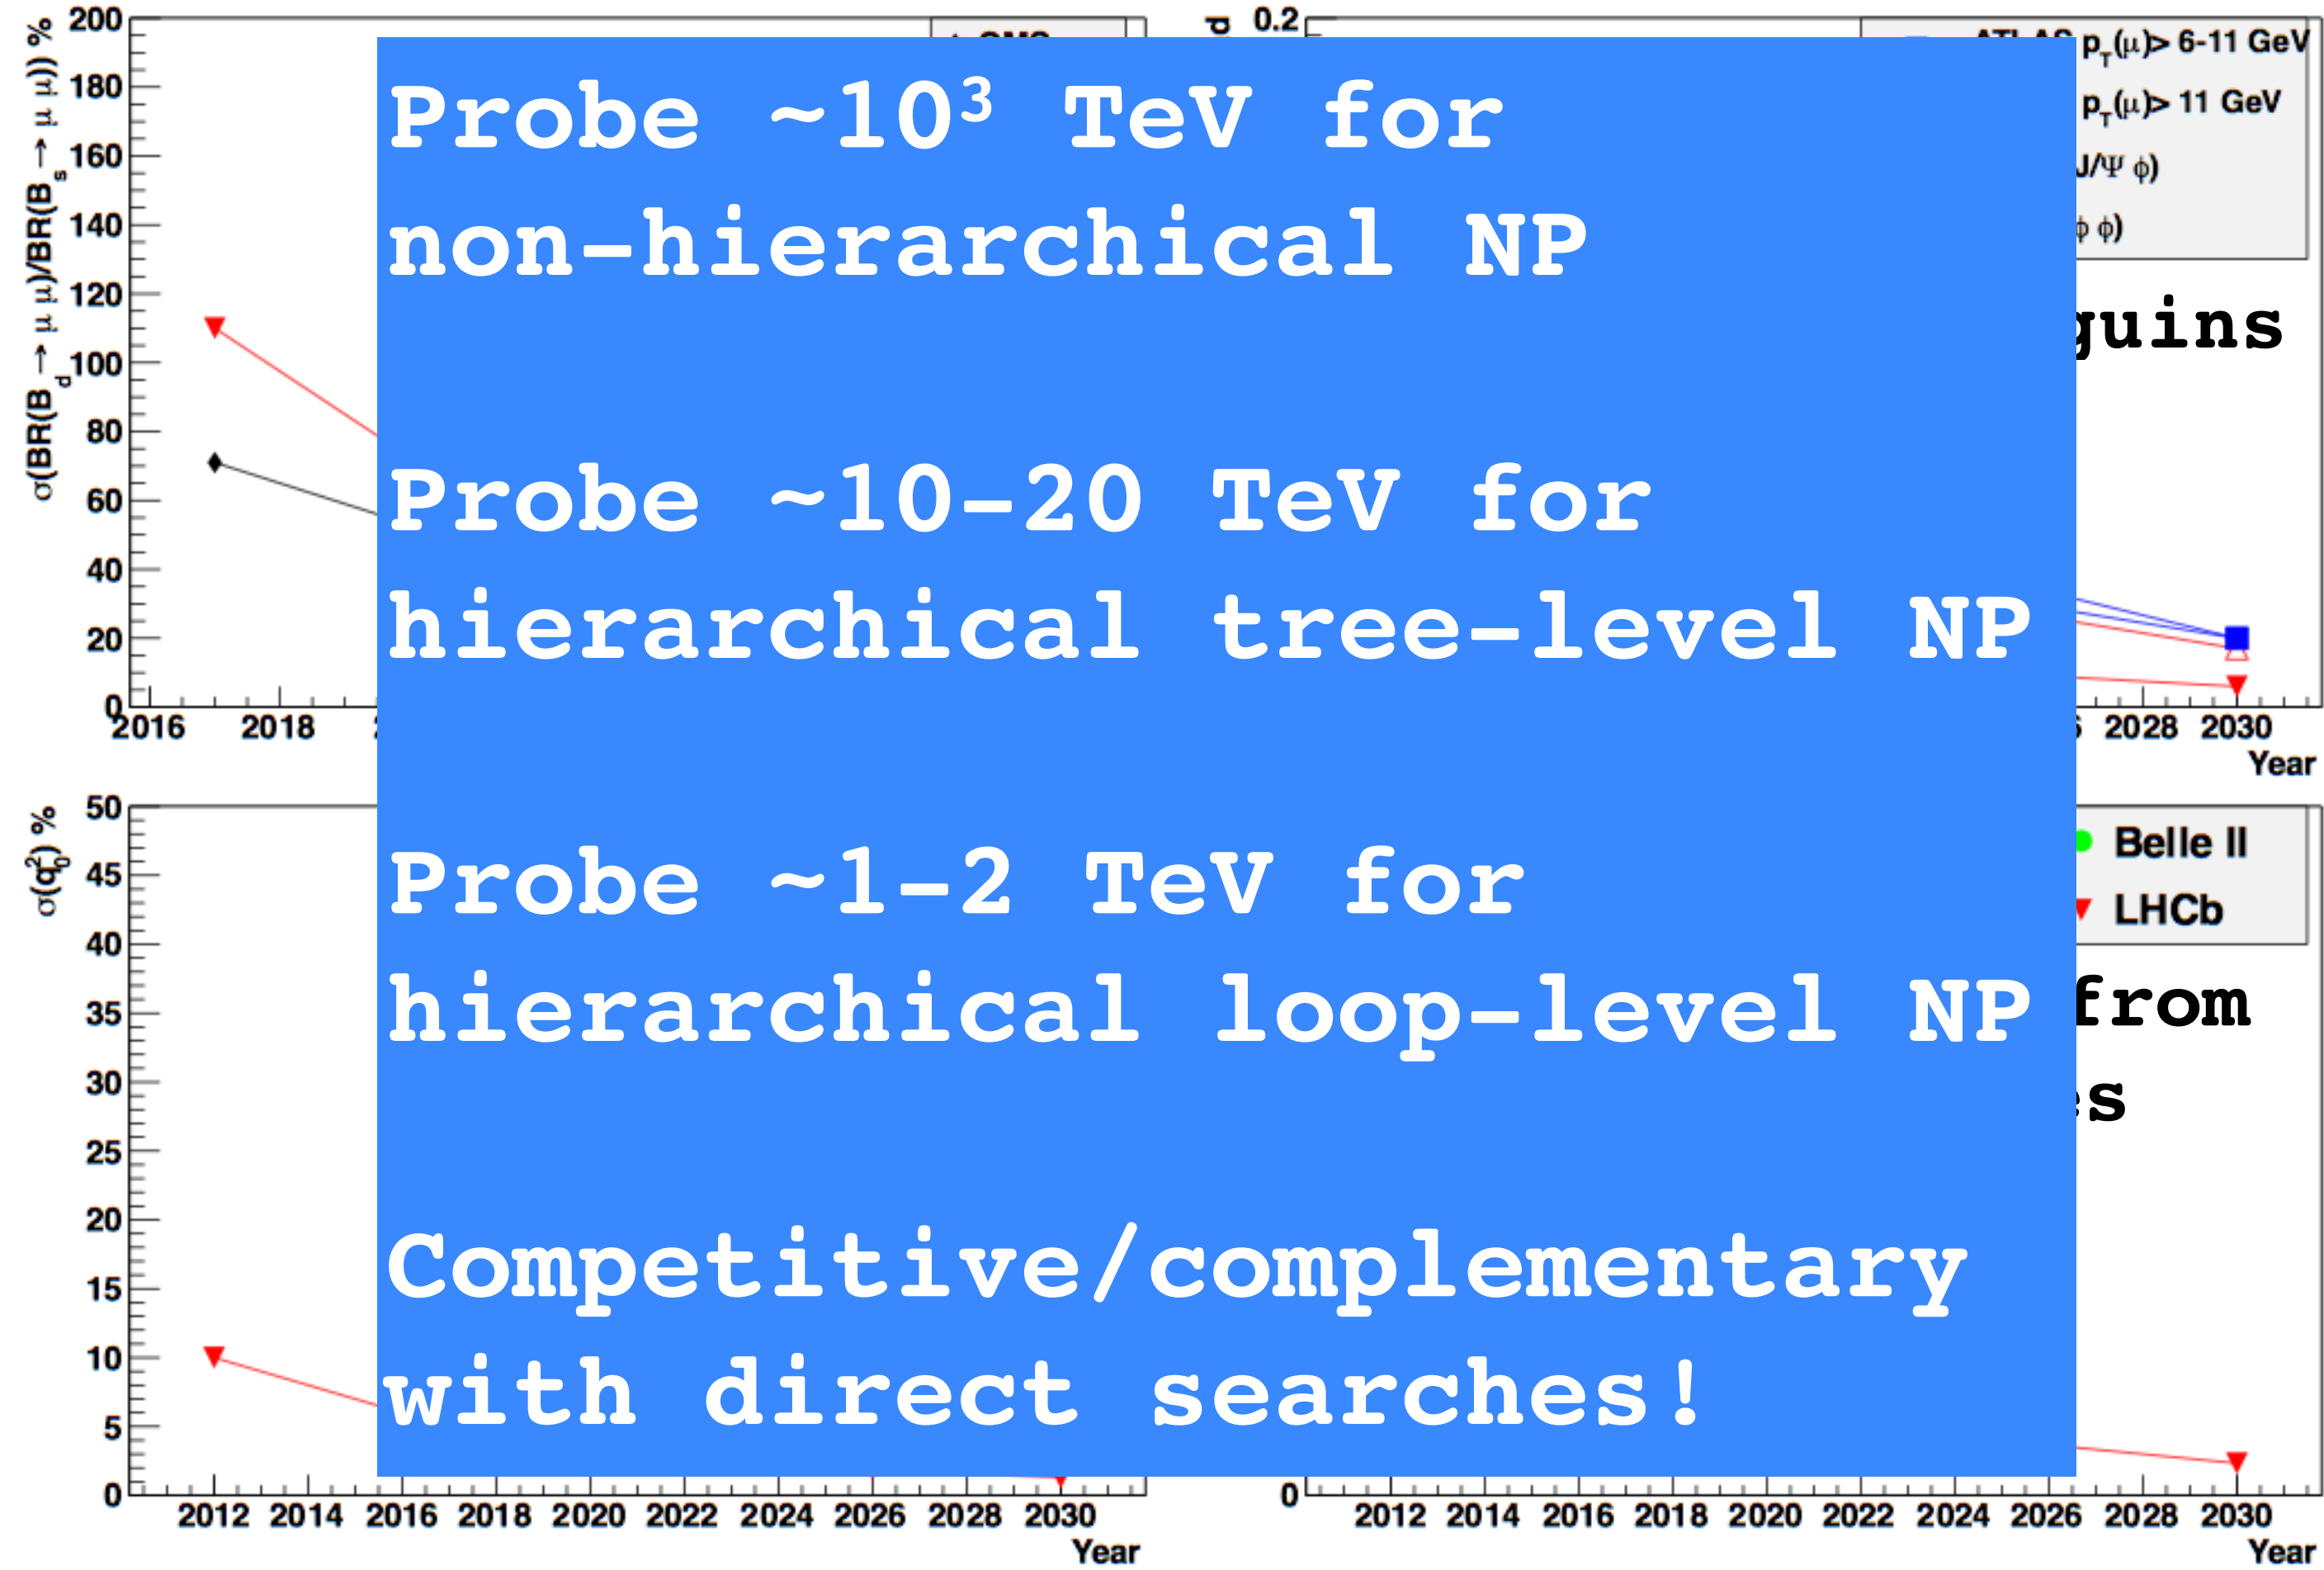 200
180
160
140
120
100
80
60
40
20
0
σ(BR(B_d → μ μ)/BR(B_s → μ μ)) %
2016 2018
0.2
p_T(μ)> 6-11 GeV
p_T(μ)> 11 GeV
J/Ψ φ)
φ φ)
guins
2028 2030
Year
Probe ~10³ TeV for
non-hierarchical NP
Probe ~10-20 TeV for
hierarchical tree-level NP
Probe ~1-2 TeV for
hierarchical loop-level NP
Competitive/complementary
with direct searches!
50
45
40
35
30
25
20
15
10
5
0
σ(q₀²) %
2012 2014 2016 2018 2020 2022 2024 2026 2028 2030
Year
Belle II
LHCb
from
0
2012 2014 2016 2018 2020 2022 2024 2026 2028 2030
Year